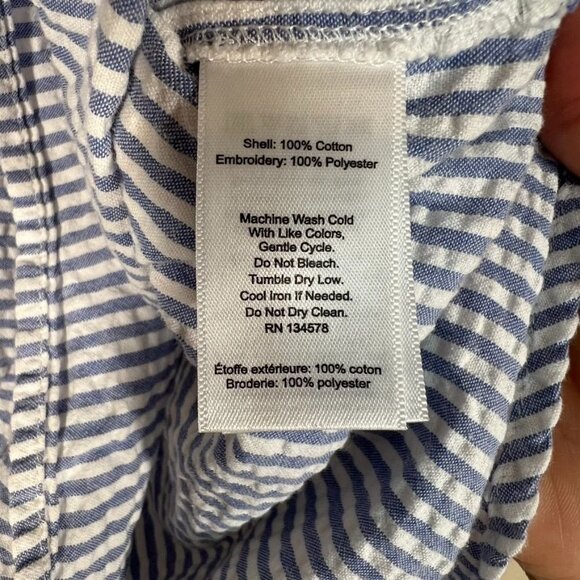 Shell: 100% Cotton
Embroidery: 100% Polyester
Machine Wash Cold
With Like Colors,
Gentle Cycle.
Do Not Bleach.
Tumble Dry Low.
Cool Iron If Needed.
Do Not Dry Clean.
RN 134578
Étoffe extérieure: 100% coton
Broderie: 100% polyester